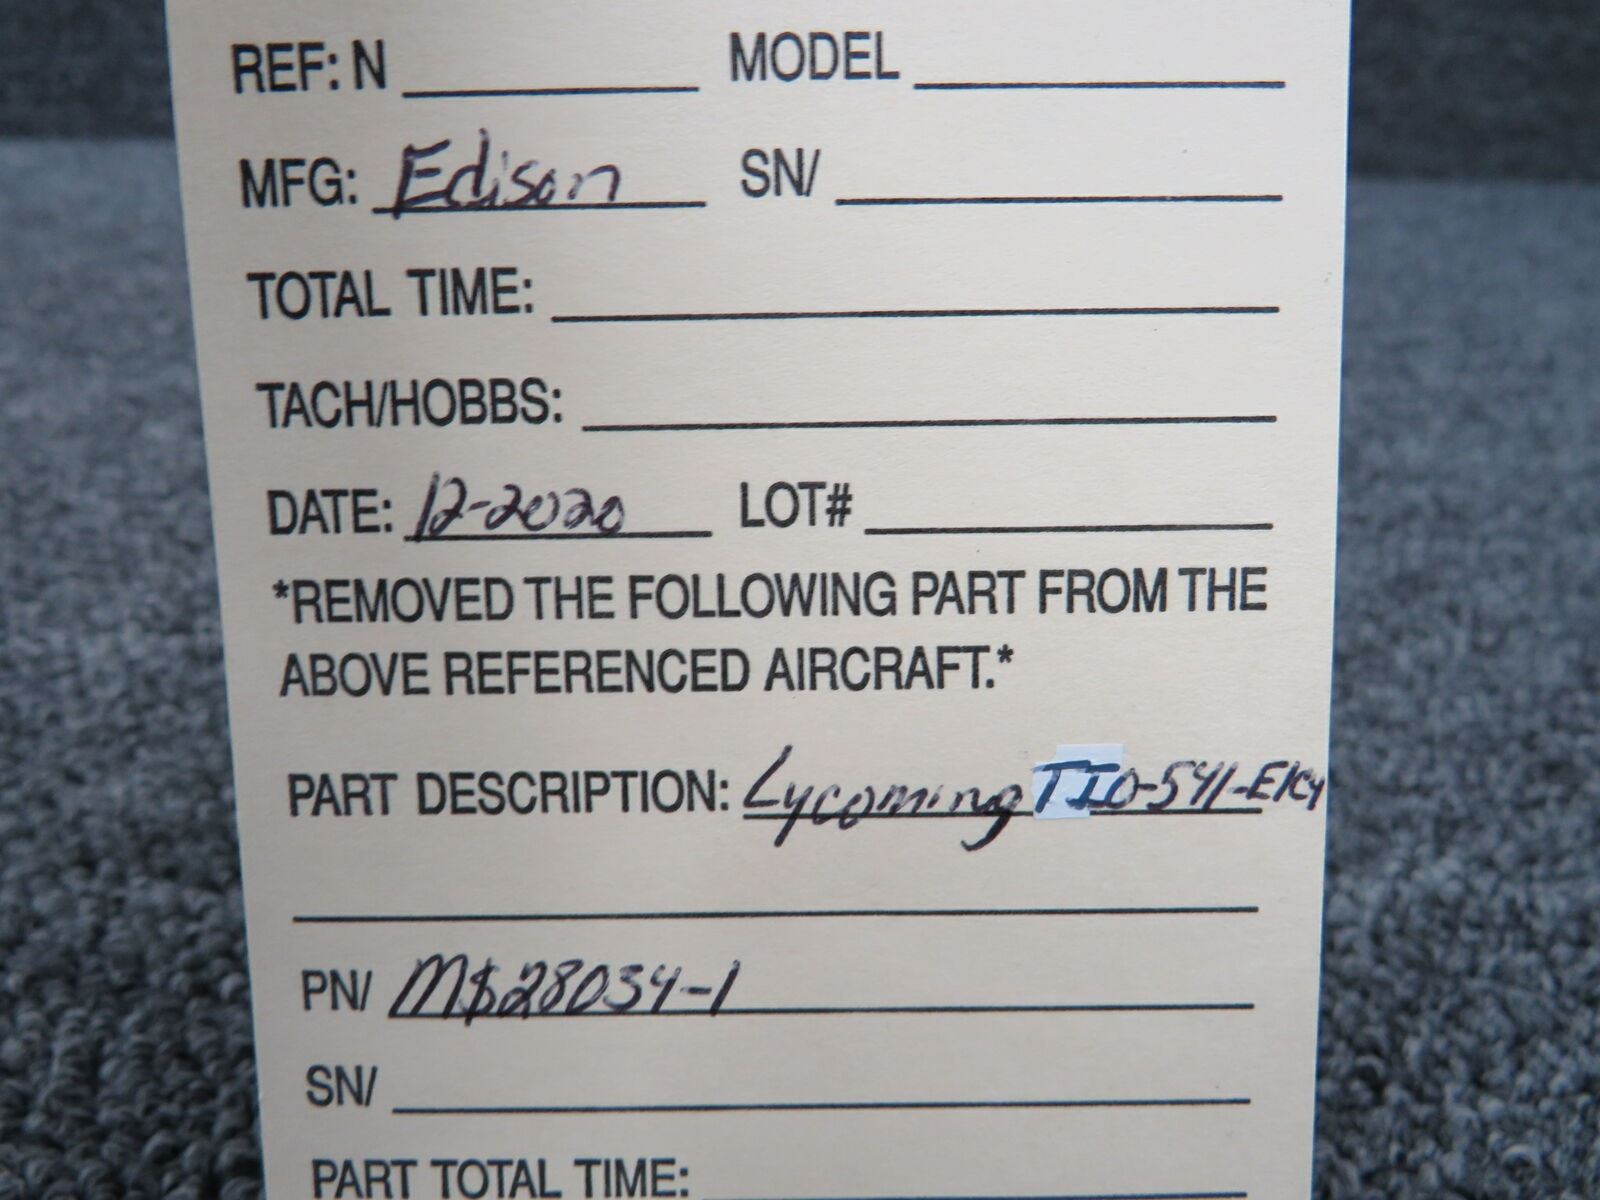 REF: N MODEL
MFG: Edison SN/
TOTAL TIME:
TACH/HOBBS:
DATE: 12-2020 LOT#
*REMOVED THE FOLLOWING PART FROM THE
ABOVE REFERENCED AIRCRAFT.*
PART DESCRIPTION: Lycoming TIO-541-E1C4
PN/ M$28034-1
SN/
PART TOTAL TIME: